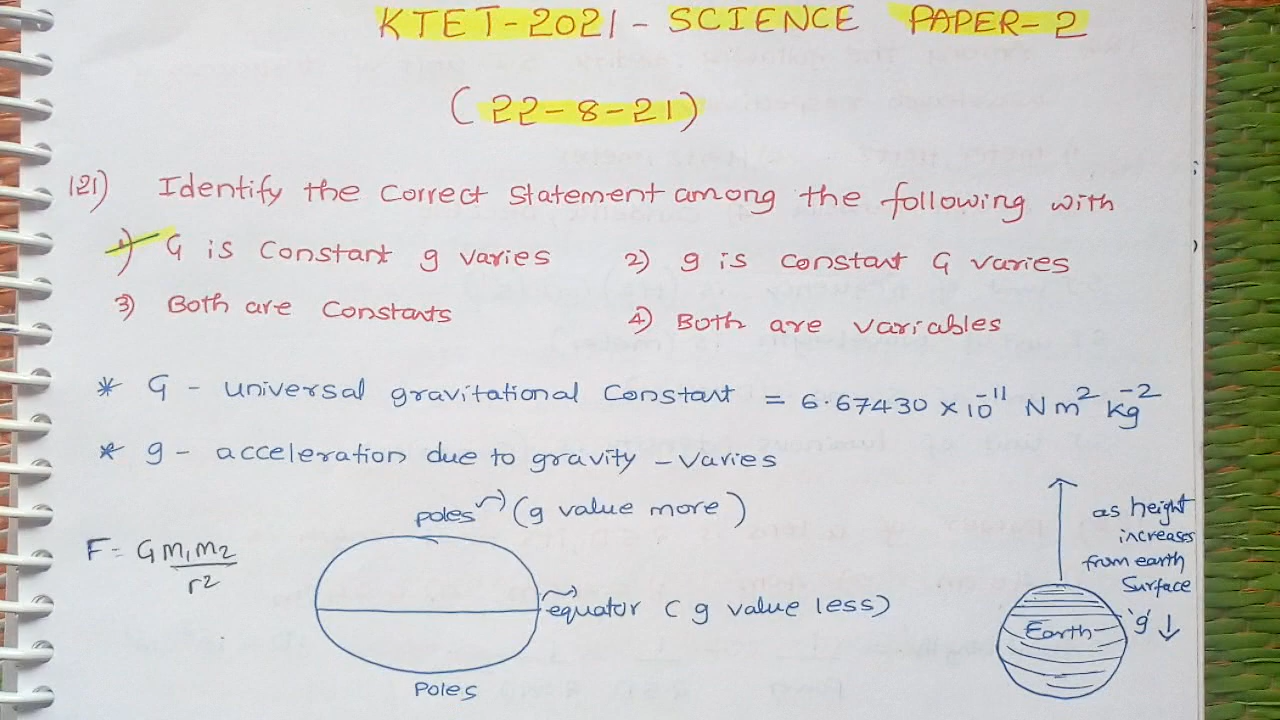 KTET-2021 - SCIENCE PAPER-2
(22-8-21)
121) Identify the Correct Statement among the following with
1) G is Constant g varies 2) g is constant G varies
3) Both are Constants 4) Both are variables
* G - universal gravitational Constant = 6.67430 × 10⁻¹¹ N m² kg⁻²
* g - acceleration due to gravity - varies
poles (g value more)
F = G m₁ m₂
r²
equator (g value less)
Poles
as height
increases
from earth
Surface
'g' ↓
Earth